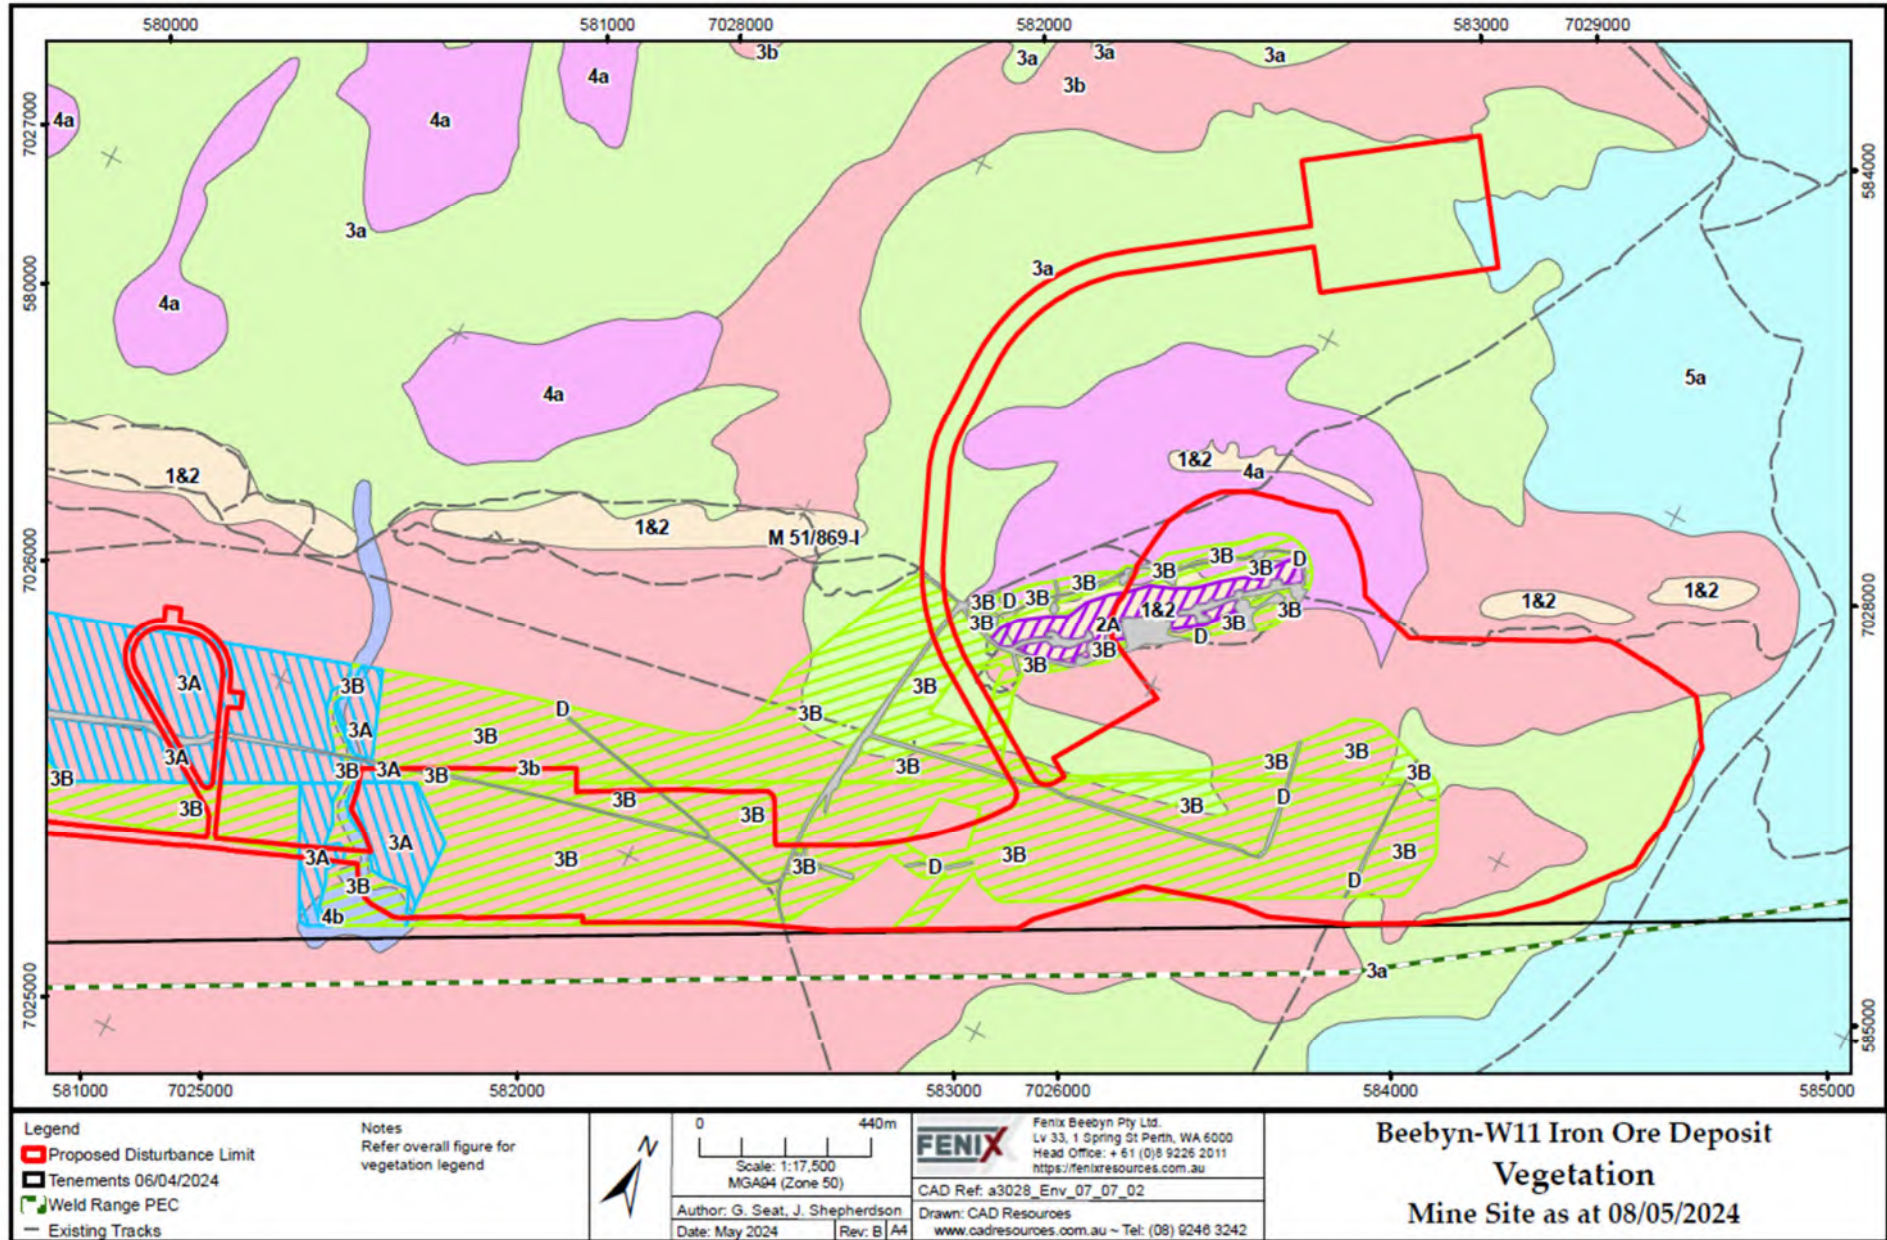 580000
581000
7028000
582000
583000
7029000
7027000
580000
7026000
7025000
584000
7028000
585000
3b
3a
3a
3a
3b
4a
4a
4a
3a
4a
3a
4a
5a
1&2
4a
1&2
1&2
M 51/869-I
1&2
1&2
3B
3B
D
3B
3B
3B
D
3B
3B
1&2
3B
3B
2A
3B
D
3B
3B
3A
3B
3B
D
3B
3A
3B
3A
3B
3B
3A
3B
3b
3B
3B
3B
3B
3B
3B
3B
D
3B
3A
3A
3B
3B
3B
D
3B
3B
D
3B
4b
3a
581000
7025000
582000
583000
7026000
584000
585000
Legend
Proposed Disturbance Limit
Tenements 06/04/2024
Weld Range PEC
Existing Tracks
Notes
Refer overall figure for
vegetation legend
N
0 440m
Scale: 1:17,500
MGA94 (Zone 50)
Author: G. Seat, J. Shepherdson
Date: May 2024 Rev: B A4
FENIX
Fenix Beebyn Pty Ltd.
Lv 33, 1 Spring St Perth, WA 6000
Head Office: + 61 (0)8 9226 2011
https://fenixresources.com.au
CAD Ref: a3028_Env_07_07_02
Drawn: CAD Resources
www.cadresources.com.au ~ Tel: (08) 9246 3242
Beebyn-W11 Iron Ore Deposit
Vegetation
Mine Site as at 08/05/2024